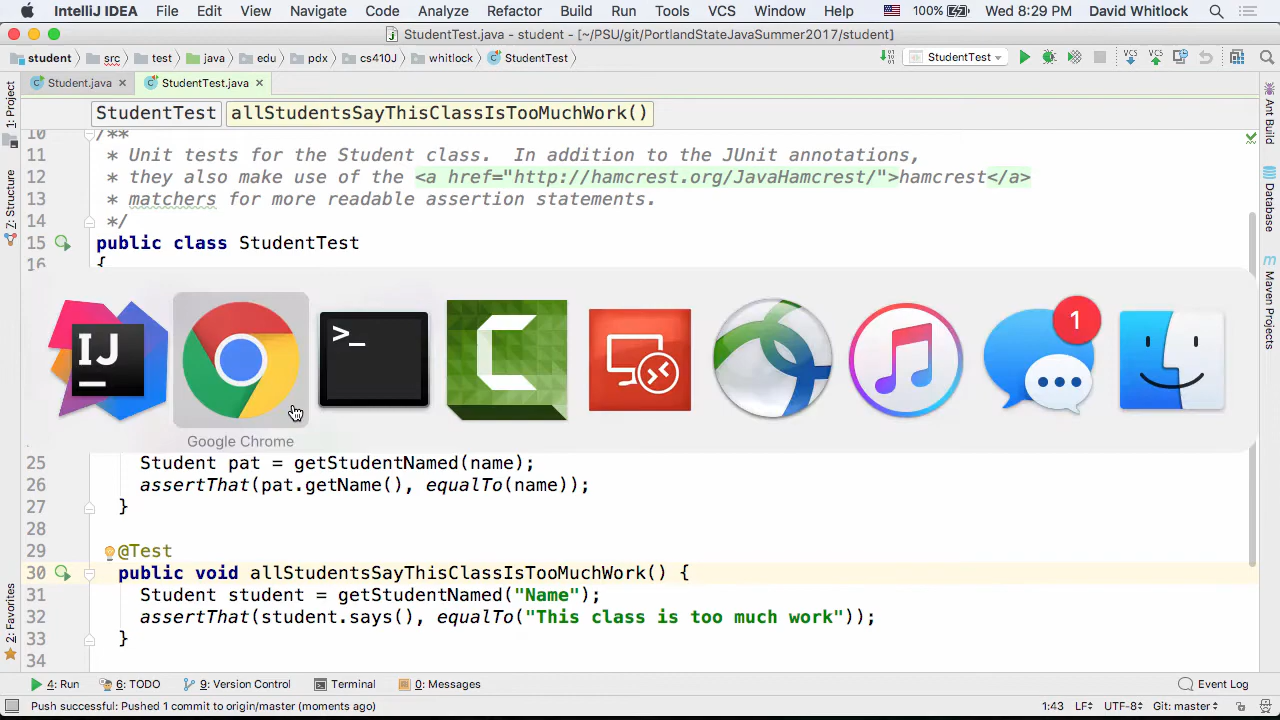 IntelliJ IDEA File Edit View Navigate Code Analyze Refactor Build Run Tools VCS Window Help 100% Wed 8:29 PM David Whitlock
StudentTest.java - student - [~/PSU/git/PortlandStateJavaSummer2017/student]
student src test java edu pdx cs410J whitlock StudentTest StudentTest VCS VCS
Student.java StudentTest.java
StudentTest allStudentsSayThisClassIsTooMuchWork()
1: Project
Z: Structure
2: Favorites
Ant Build
Database
Maven Projects
10 /**
11 * Unit tests for the Student class. In addition to the JUnit annotations,
12 * they also make use of the <a href="http://hamcrest.org/JavaHamcrest/">hamcrest</a>
13 * matchers for more readable assertion statements.
14 */
15 public class StudentTest
16 {
IJ
>_
C
1
Google Chrome
25 Student pat = getStudentNamed(name);
26 assertThat(pat.getName(), equalTo(name));
27 }
28
29 @Test
30 public void allStudentsSayThisClassIsTooMuchWork() {
31 Student student = getStudentNamed("Name");
32 assertThat(student.says(), equalTo("This class is too much work"));
33 }
34
4: Run 6: TODO 9: Version Control Terminal 0: Messages Event Log
Push successful: Pushed 1 commit to origin/master (moments ago) 1:43 LF÷ UTF-8÷ Git: master÷